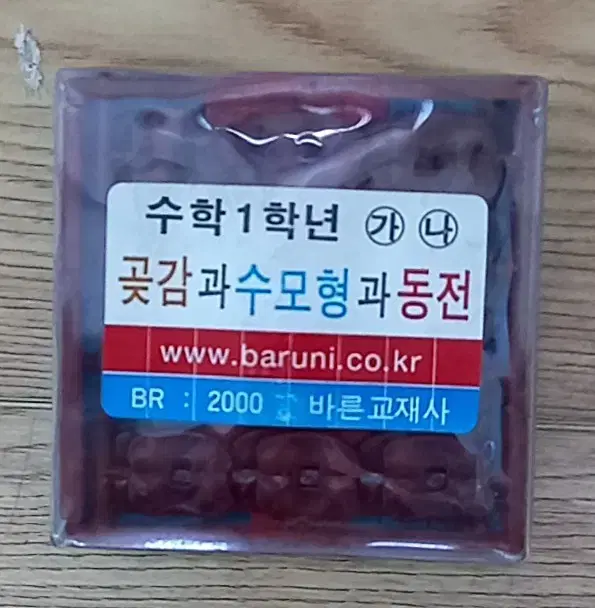 수학1학년 ㉮ ㉯
곶감과수모형과동전
www.baruni.co.kr
BR : 2000 바른교재사